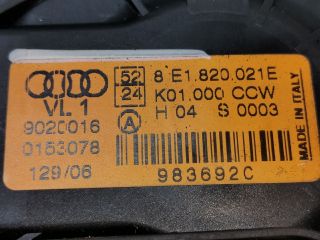 52 8 E1.820.021E
24 K01.000 CCW
VL 1
A H 04 S 0003
9020016
0153078
129/06
983692C
MADE IN ITALY